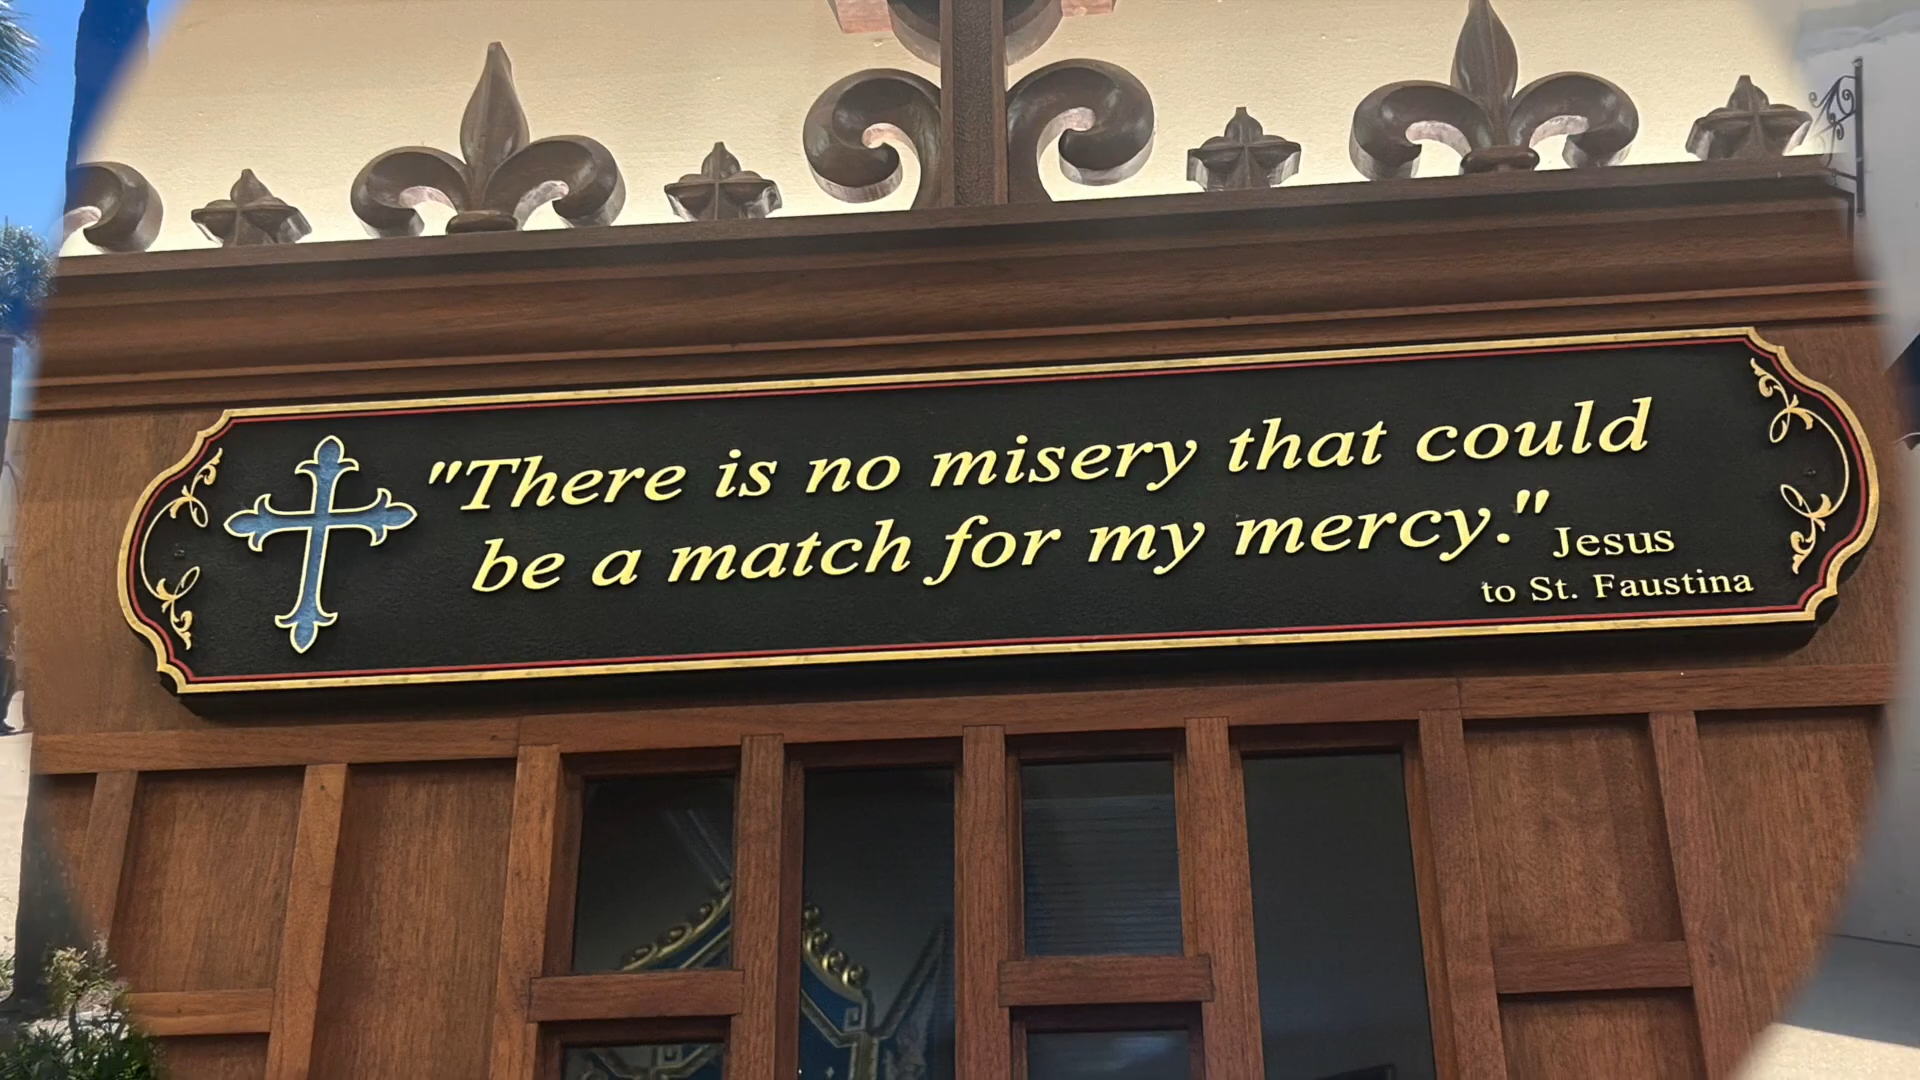 "There is no misery that could
be a match for my mercy." Jesus
to St. Faustina